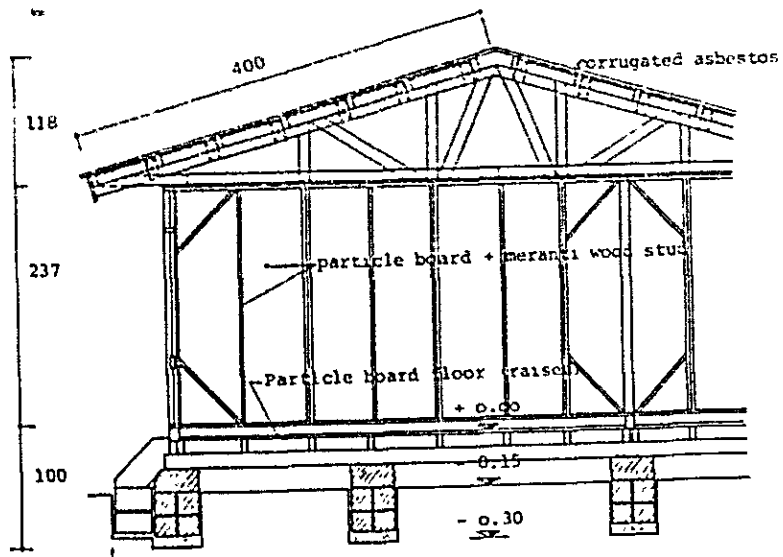 400
corrugated asbestos
118
237
particle board + meranti wood stud
Particle board floor (raised)
+ 0.00
100
- 0.15
- 0.30